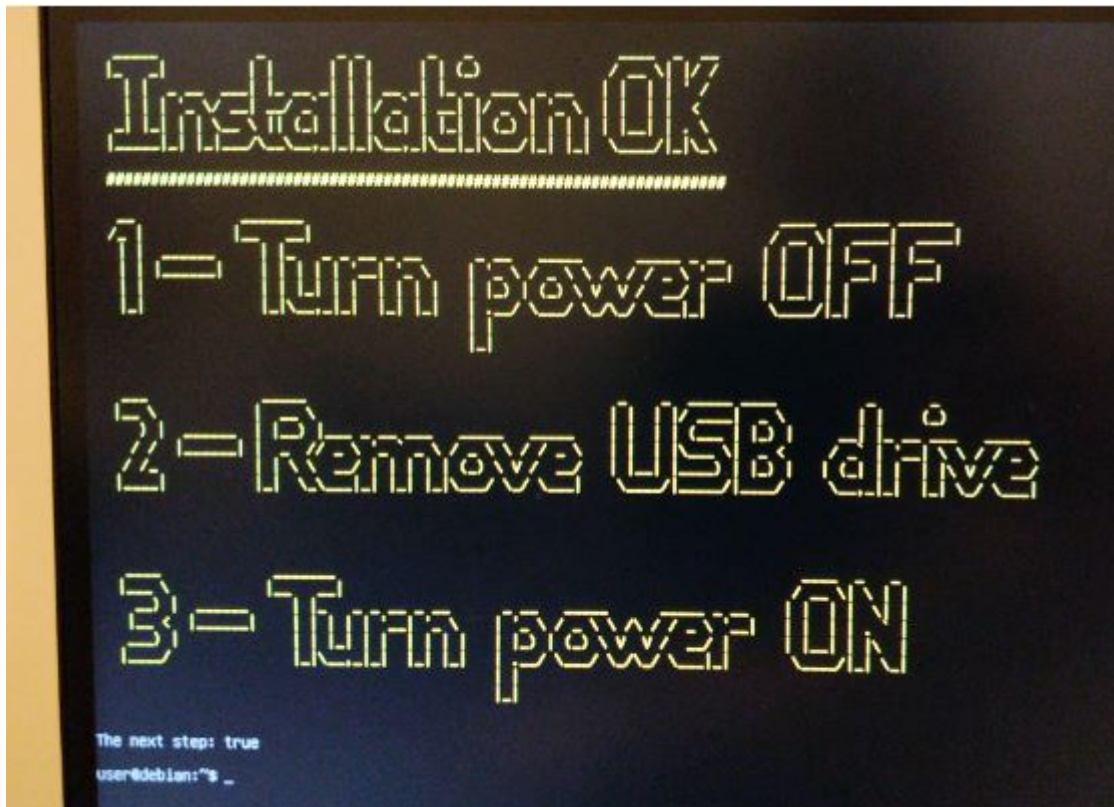 Installation OK
##########################################################################
1-Turn power OFF
2-Remove USB drive
3-Turn power ON
The next step: true
user@debian:~$ _